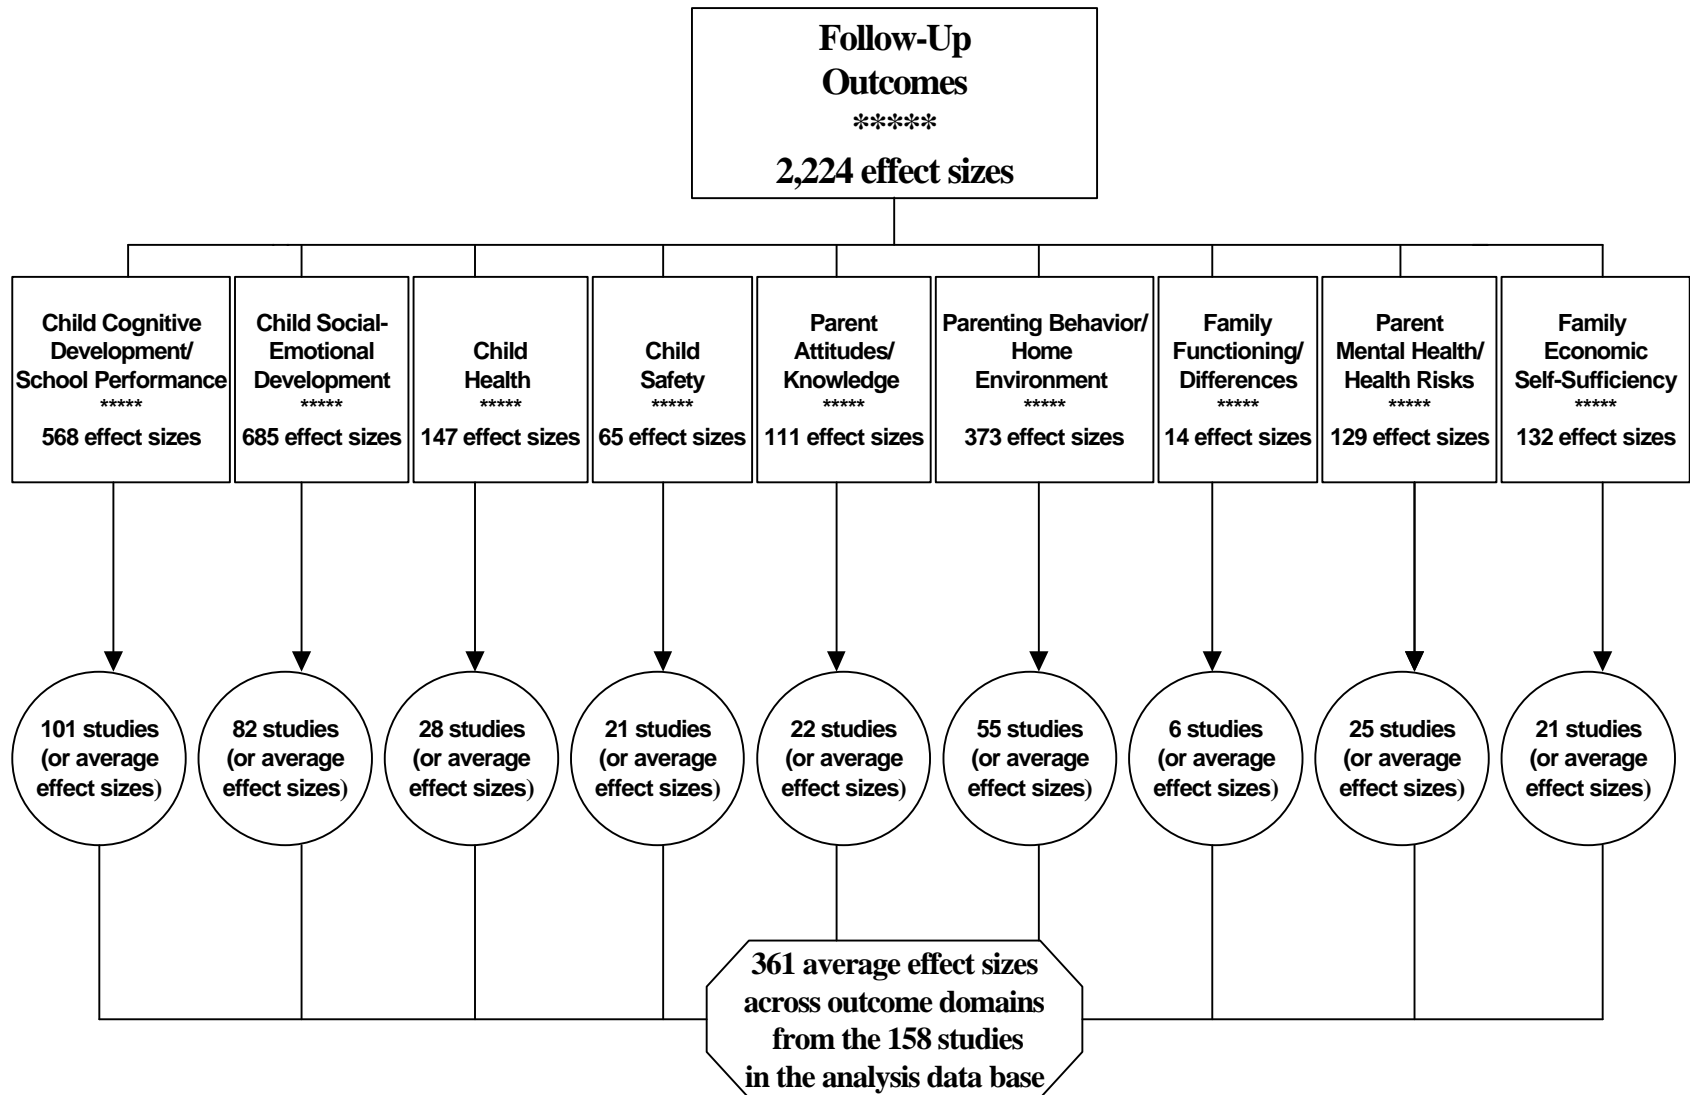 Follow-Up
Outcomes
*****
2,224 effect sizes
Child Cognitive
Development/
School Performance
*****
568 effect sizes
Child Social-
Emotional
Development
*****
685 effect sizes
Child
Health
*****
147 effect sizes
Child
Safety
*****
65 effect sizes
Parent
Attitudes/
Knowledge
*****
111 effect sizes
Parenting Behavior/
Home
Environment
*****
373 effect sizes
Family
Functioning/
Differences
*****
14 effect sizes
Parent
Mental Health/
Health Risks
*****
129 effect sizes
Family
Economic
Self-Sufficiency
*****
132 effect sizes
101 studies
(or average
effect sizes)
82 studies
(or average
effect sizes)
28 studies
(or average
effect sizes)
21 studies
(or average
effect sizes)
22 studies
(or average
effect sizes)
55 studies
(or average
effect sizes)
6 studies
(or average
effect sizes)
25 studies
(or average
effect sizes)
21 studies
(or average
effect sizes)
361 average effect sizes
across outcome domains
from the 158 studies
in the analysis data base